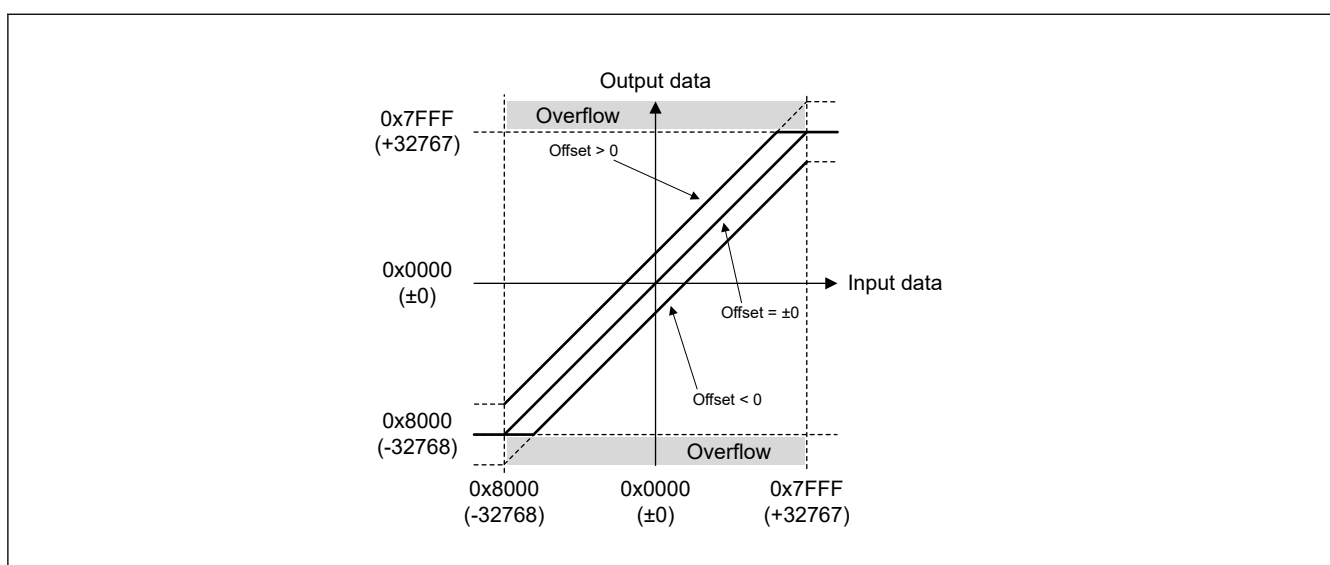 Output data
Overflow
0x7FFF
(+32767)
Offset > 0
0x0000
(±0)
Input data
Offset = ±0
Offset < 0
0x8000
(-32768)
Overflow
0x8000
(-32768)
0x0000
(±0)
0x7FFF
(+32767)